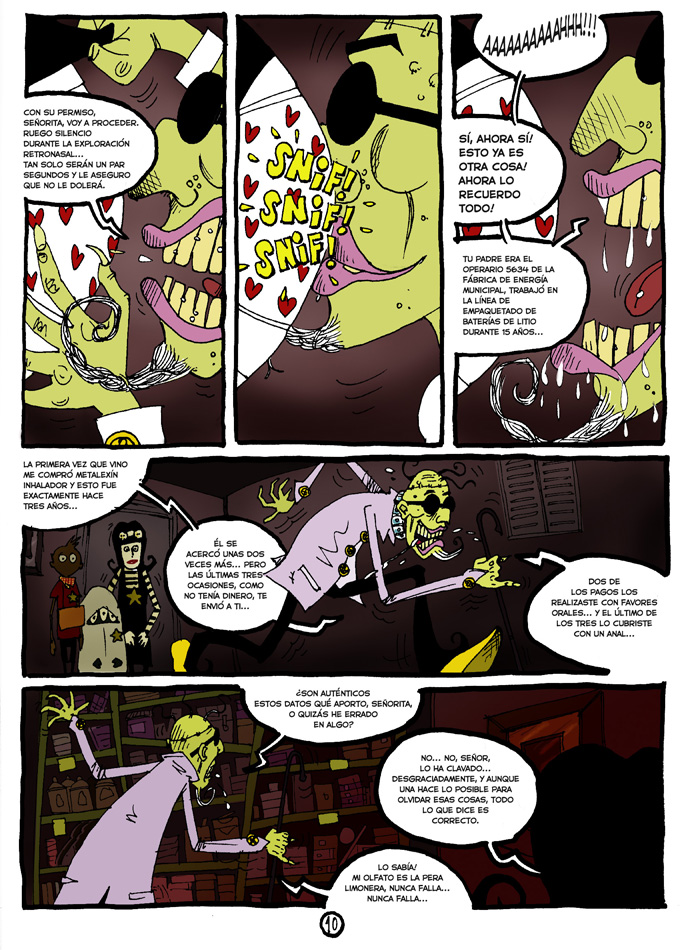 CON SU PERMISO,
SEÑORITA, VOY A PROCEDER.
RUEGO SILENCIO
DURANTE LA EXPLORACIÓN
RETRONASAL...
TAN SOLO SERÁN UN PAR
SEGUNDOS Y LE ASEGURO
QUE NO LE DOLERÁ.
SNiF!
SNiF!
SNiF!
AAAAAAAAAAHHH!!!
SÍ, AHORA SÍ!
ESTO YA ES
OTRA COSA!
AHORA LO
RECUERDO
TODO!
TU PADRE ERA EL
OPERARIO 5634 DE LA
FÁBRICA DE ENERGÍA
MUNICIPAL, TRABAJÓ EN
LA LÍNEA DE
EMPAQUETADO DE
BATERÍAS DE LITIO
DURANTE 15 AÑOS...
LA PRIMERA VEZ QUE VINO
ME COMPRÓ METALEXÍN
INHALADOR Y ESTO FUE
EXACTAMENTE HACE
TRES AÑOS...
ÉL SE
ACERCÓ UNAS DOS
VECES MÁS... PERO
LAS ÚLTIMAS TRES
OCASIONES, COMO
NO TENÍA DINERO, TE
ENVIÓ A TI...
DOS DE
LOS PAGOS LOS
REALIZASTE CON FAVORES
ORALES... Y EL ÚLTIMO DE
LOS TRES LO CUBRISTE
CON UN ANAL...
¿SON AUTÉNTICOS
ESTOS DATOS QUÉ APORTO, SEÑORITA,
O QUIZÁS HE ERRADO
EN ALGO?
NO... NO, SEÑOR,
LO HA CLAVADO...
DESGRACIADAMENTE, Y AUNQUE
UNA HACE LO POSIBLE PARA
OLVIDAR ESAS COSAS, TODO
LO QUE DICE ES
CORRECTO.
LO SABÍA!
MI OLFATO ES LA PERA
LIMONERA, NUNCA FALLA...
NUNCA FALLA...
10